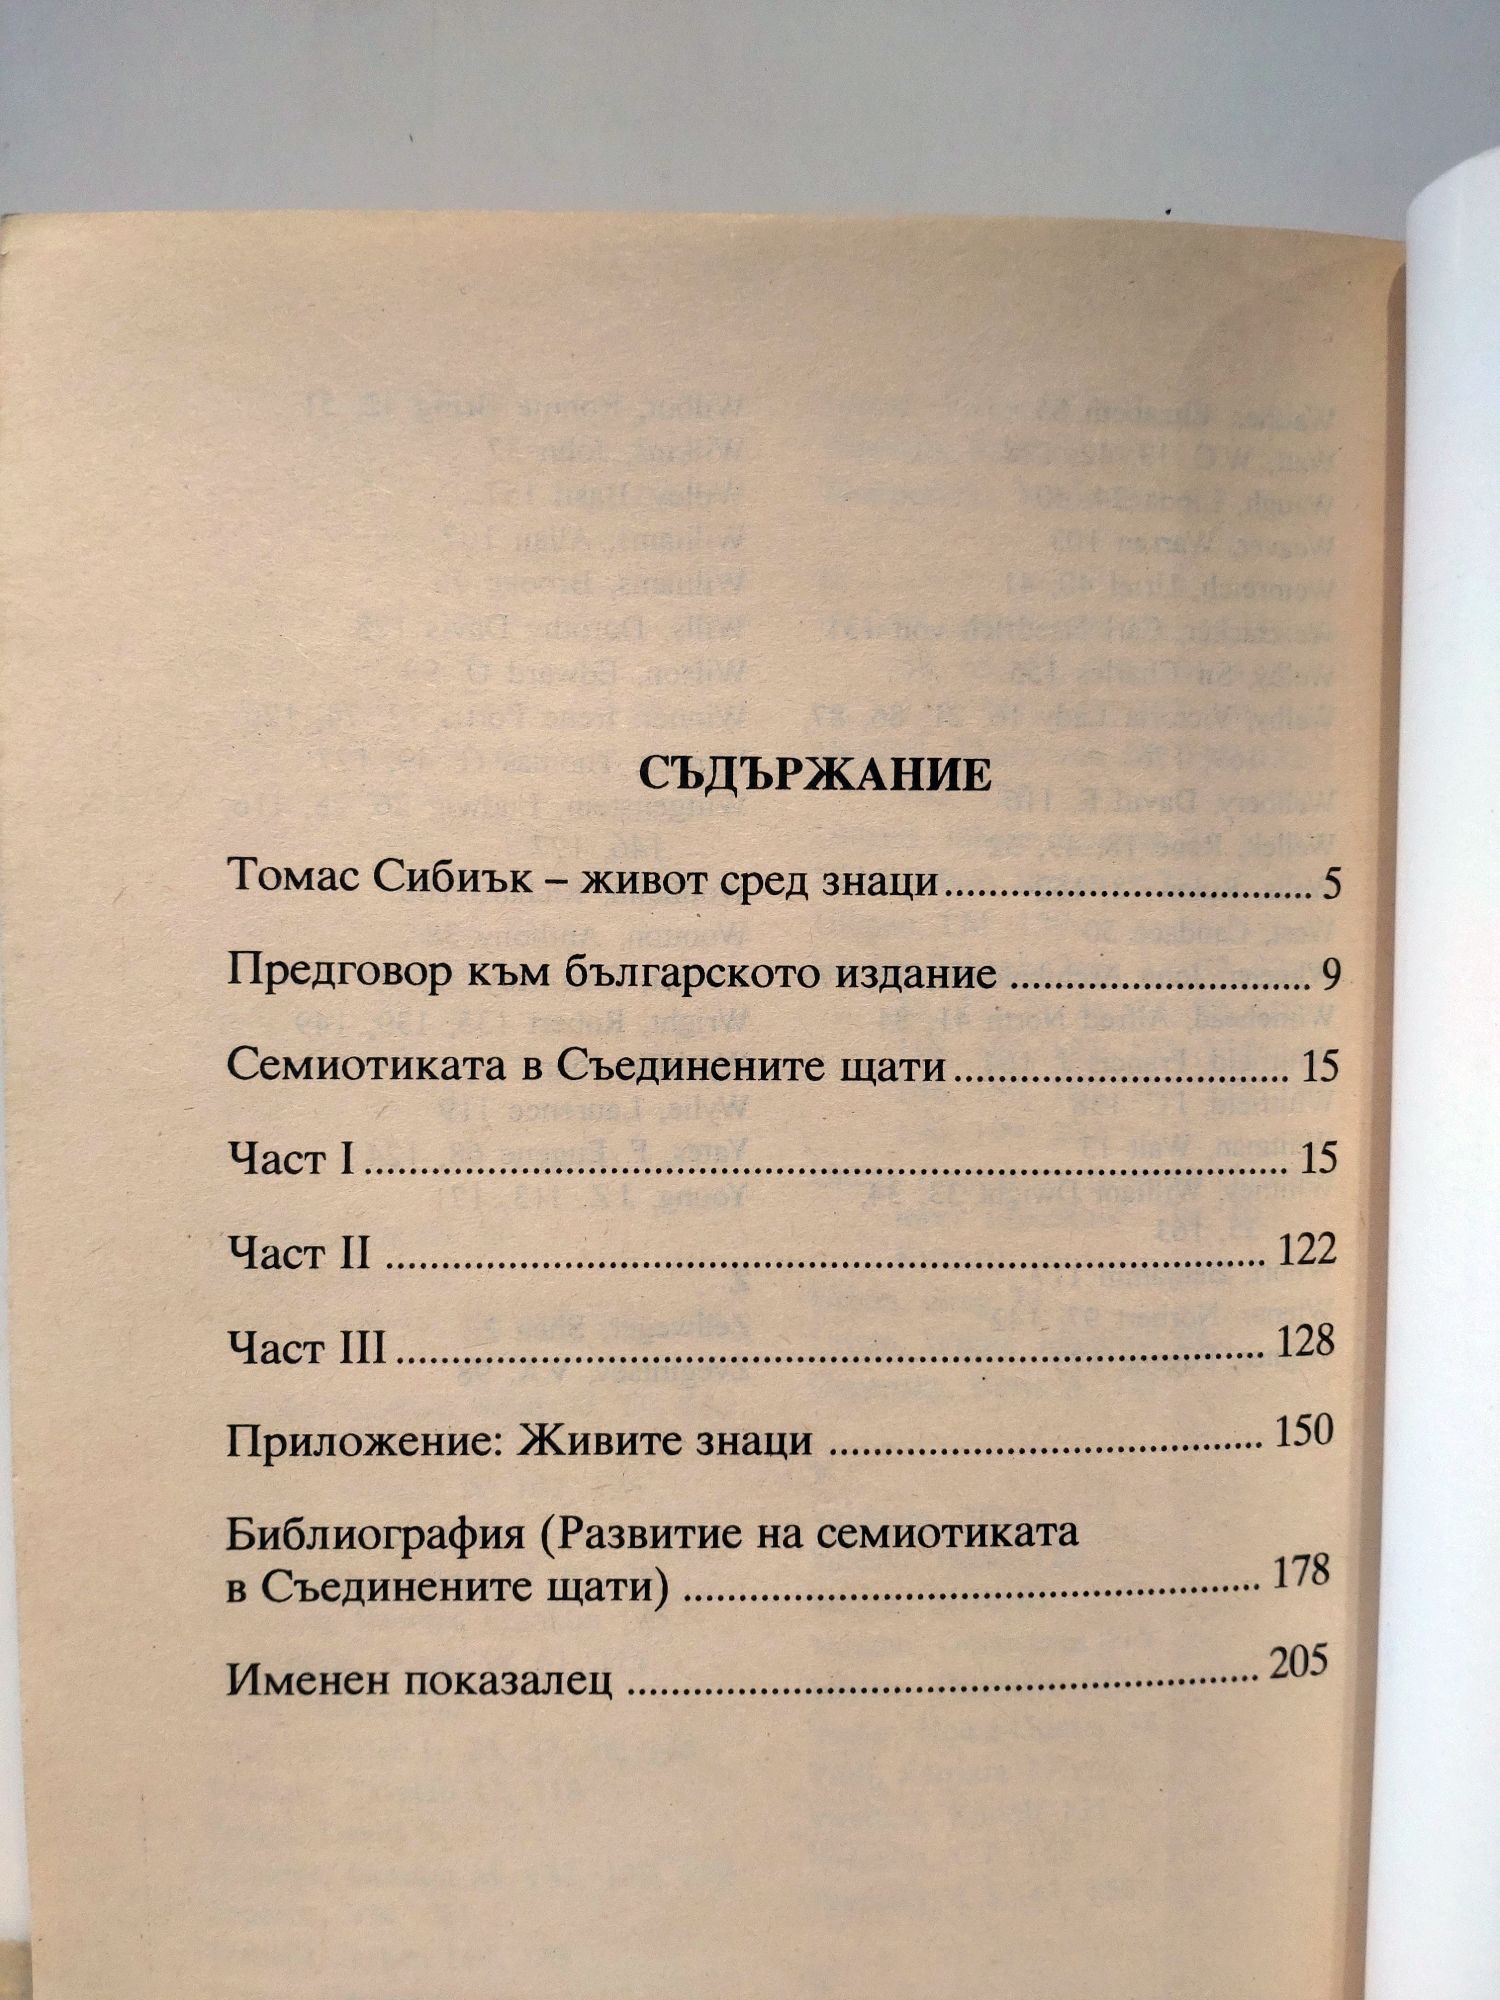 СЪДЪРЖАНИЕ
Томас Сибиък – живот сред знаци.................................... 5
Предговор към българското издание ............................. 9
Семиотиката в Съединените щати................................. 15
Част I.......................................................................................... 15
Част II ...................................................................................... 122
Част III..................................................................................... 128
Приложение: Живите знаци .......................................... 150
Библиография (Развитие на семиотиката
в Съединените щати) ........................................................ 178
Именен показалец .............................................................. 205